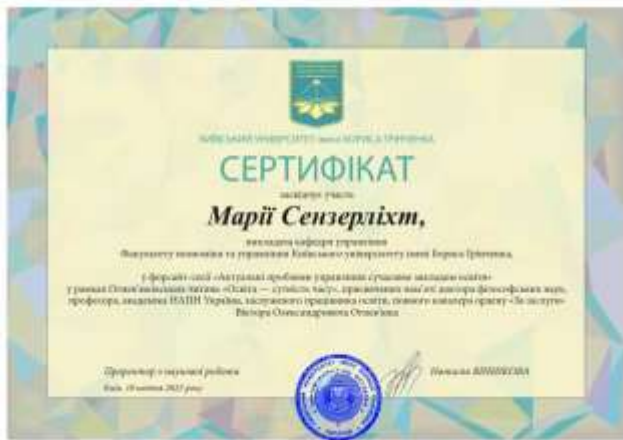 КИЇВСЬКИЙ УНІВЕРСИТЕТ імені БОРИСА ГРІНЧЕНКА
СЕРТИФІКАТ
засвідчує участь
Марії Сензерліхт,
викладача кафедри управління
Факультету економіки та управління Київського університету імені Бориса Грінченка,
у форсайт-сесії «Актуальні проблеми управління сучасним закладом освіти»
у рамках Огнев'юківських читань «Освіта — сутність часу», присвячених пам'яті доктора філософських наук,
професора, академіка НАПН України, заслуженого працівника освіти, повного кавалера ордену «За заслуги»
Віктора Олександровича Огнев'юка
Проректор з наукової роботи
Наталія ВІННІКОВА
Київ, 2023 року